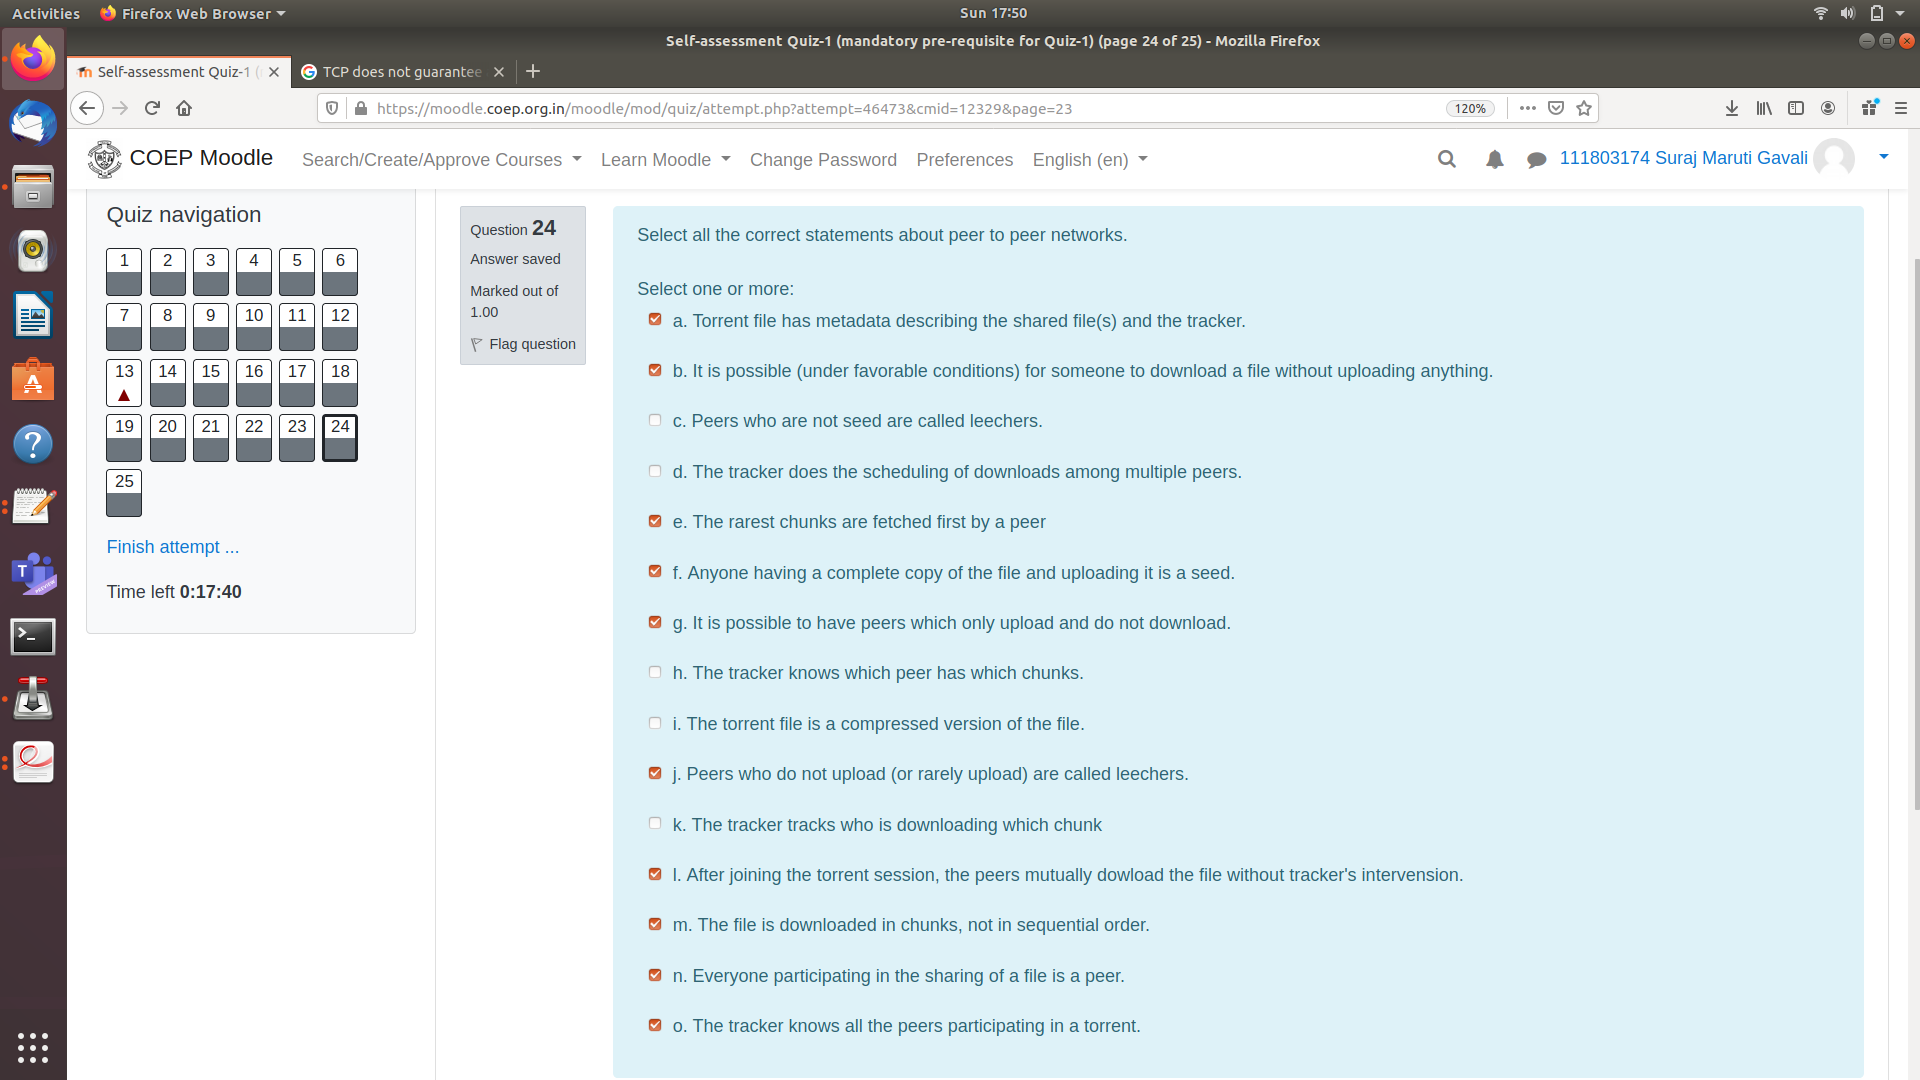 Activities
Firefox Web Browser
Sun 17:50
Self-assessment Quiz-1 (mandatory pre-requisite for Quiz-1) (page 24 of 25) - Mozilla Firefox
Self-assessment Quiz-1 (
TCP does not guarantee
https://moodle.coep.org.in/moodle/mod/quiz/attempt.php?attempt=46473&cmid=12329&page=23
120%
COEP Moodle
Search/Create/Approve Courses
Learn Moodle
Change Password
Preferences
English (en)
111803174 Suraj Maruti Gavali
Quiz navigation
1 2 3 4 5 6
7 8 9 10 11 12
13 14 15 16 17 18
19 20 21 22 23 24
25
Finish attempt ...
Time left 0:17:40
Question 24
Answer saved
Marked out of
1.00
Flag question
Select all the correct statements about peer to peer networks.
Select one or more:
a. Torrent file has metadata describing the shared file(s) and the tracker.
b. It is possible (under favorable conditions) for someone to download a file without uploading anything.
c. Peers who are not seed are called leechers.
d. The tracker does the scheduling of downloads among multiple peers.
e. The rarest chunks are fetched first by a peer
f. Anyone having a complete copy of the file and uploading it is a seed.
g. It is possible to have peers which only upload and do not download.
h. The tracker knows which peer has which chunks.
i. The torrent file is a compressed version of the file.
j. Peers who do not upload (or rarely upload) are called leechers.
k. The tracker tracks who is downloading which chunk
l. After joining the torrent session, the peers mutually dowload the file without tracker's intervension.
m. The file is downloaded in chunks, not in sequential order.
n. Everyone participating in the sharing of a file is a peer.
o. The tracker knows all the peers participating in a torrent.